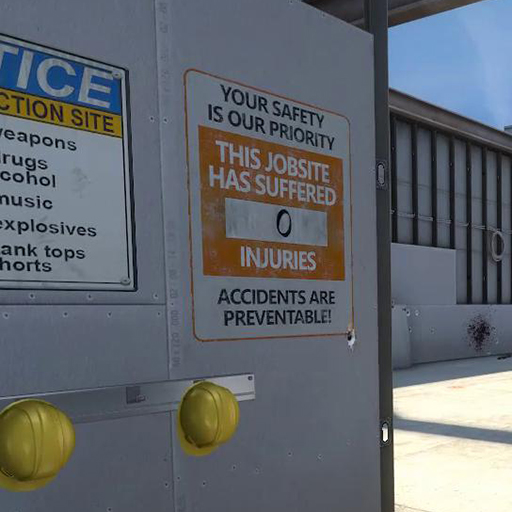 TICE
CTION SITE
weapons
drugs
cohol
music
explosives
ank tops
horts
YOUR SAFETY
IS OUR PRIORITY
THIS JOBSITE
HAS SUFFERED
0
INJURIES
ACCIDENTS ARE
PREVENTABLE!